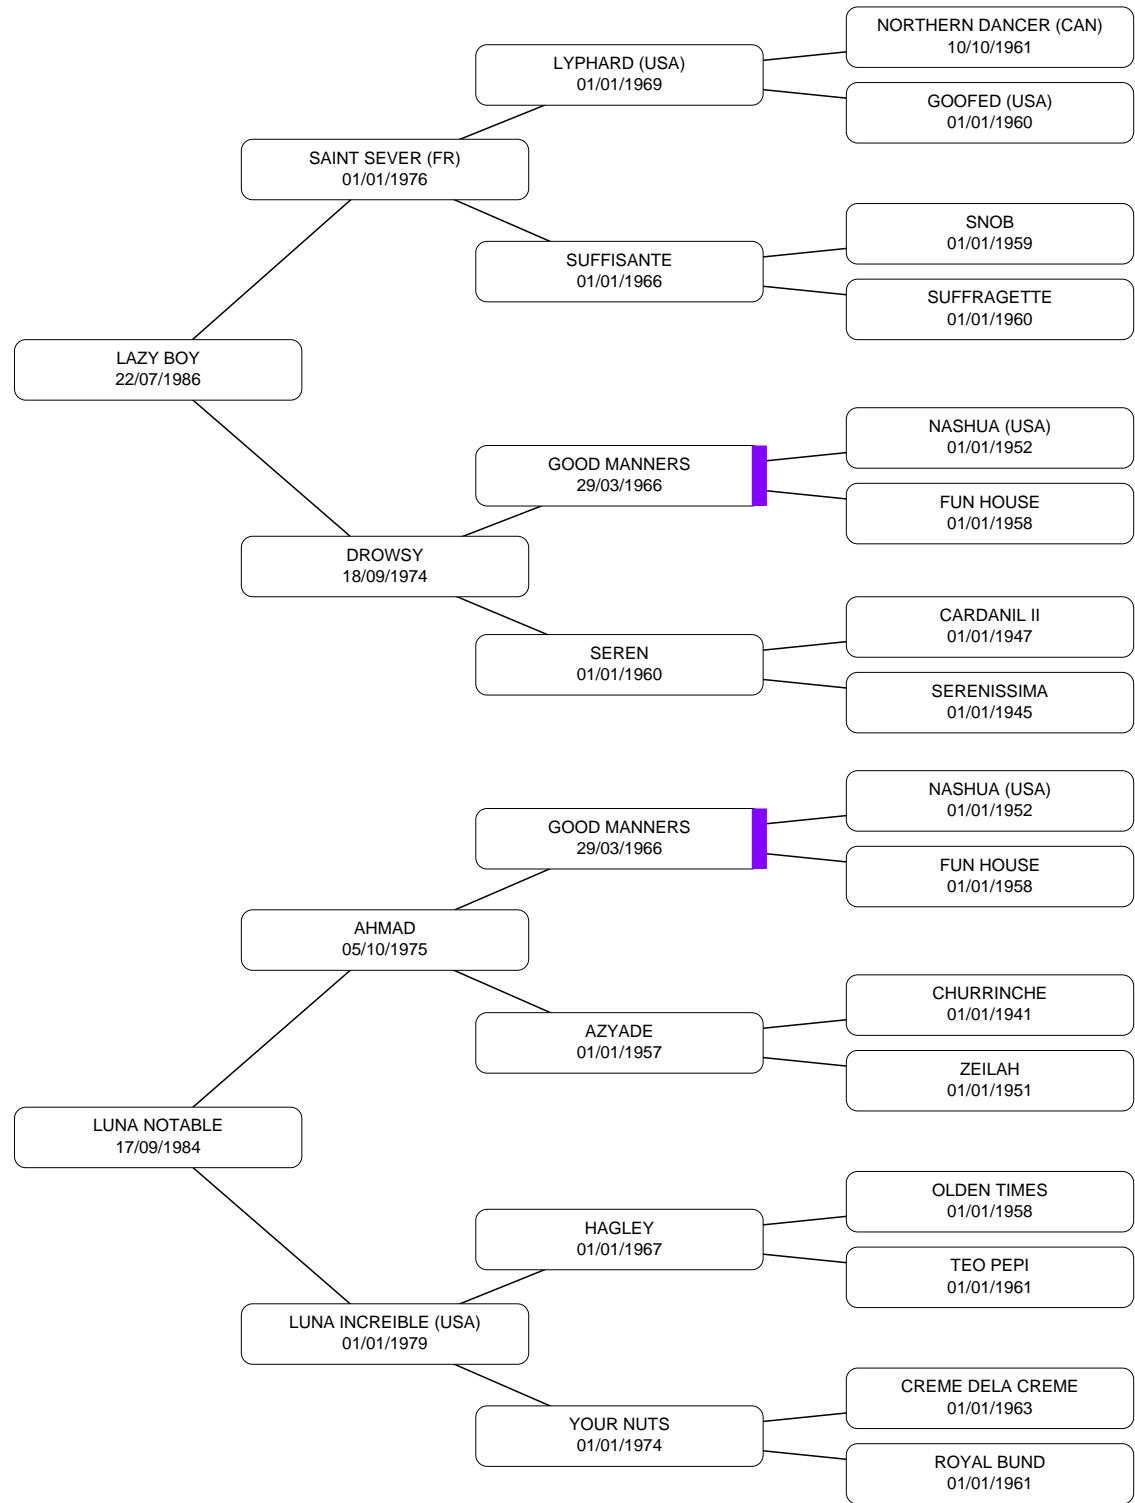 NORTHERN DANCER (CAN)
10/10/1961
LYPHARD (USA)
01/01/1969
GOOFED (USA)
01/01/1960
SAINT SEVER (FR)
01/01/1976
SNOB
01/01/1959
SUFFISANTE
01/01/1966
SUFFRAGETTE
01/01/1960
LAZY BOY
22/07/1986
NASHUA (USA)
01/01/1952
GOOD MANNERS
29/03/1966
FUN HOUSE
01/01/1958
DROWSY
18/09/1974
CARDANIL II
01/01/1947
SEREN
01/01/1960
SERENISSIMA
01/01/1945
NASHUA (USA)
01/01/1952
GOOD MANNERS
29/03/1966
FUN HOUSE
01/01/1958
AHMAD
05/10/1975
CHURRINCHE
01/01/1941
AZYADE
01/01/1957
ZEILAH
01/01/1951
LUNA NOTABLE
17/09/1984
OLDEN TIMES
01/01/1958
HAGLEY
01/01/1967
TEO PEPI
01/01/1961
LUNA INCREIBLE (USA)
01/01/1979
CREME DELA CREME
01/01/1963
YOUR NUTS
01/01/1974
ROYAL BUND
01/01/1961